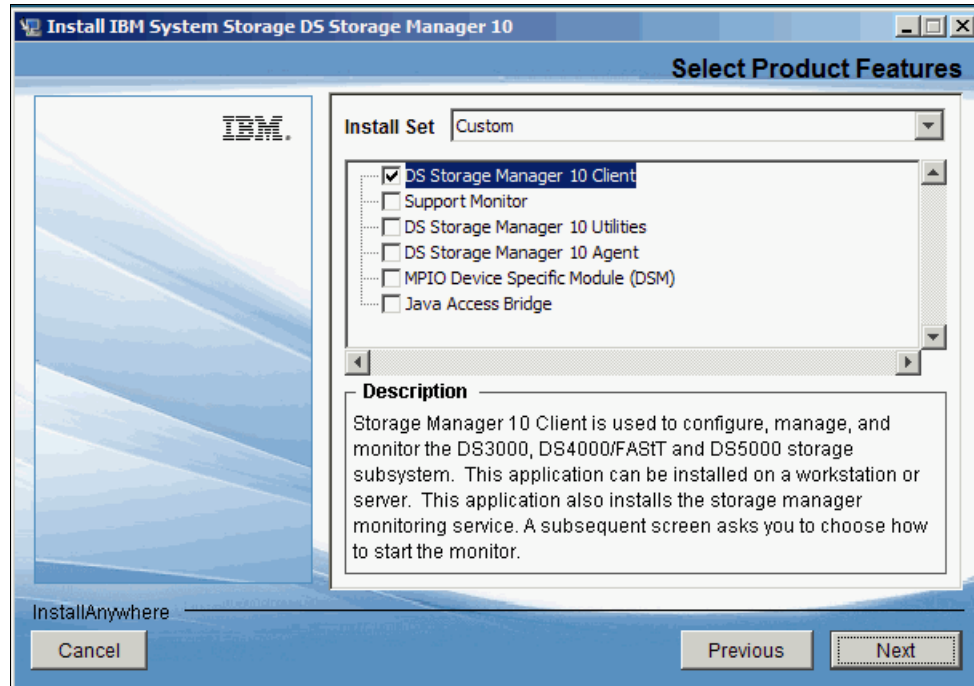 Install IBM System Storage DS Storage Manager 10
Select Product Features
IBM.
Install Set Custom
DS Storage Manager 10 Client
Support Monitor
DS Storage Manager 10 Utilities
DS Storage Manager 10 Agent
MPIO Device Specific Module (DSM)
Java Access Bridge
Description
Storage Manager 10 Client is used to configure, manage, and
monitor the DS3000, DS4000/FAStT and DS5000 storage
subsystem. This application can be installed on a workstation or
server. This application also installs the storage manager
monitoring service. A subsequent screen asks you to choose how
to start the monitor.
InstallAnywhere
Cancel Previous Next